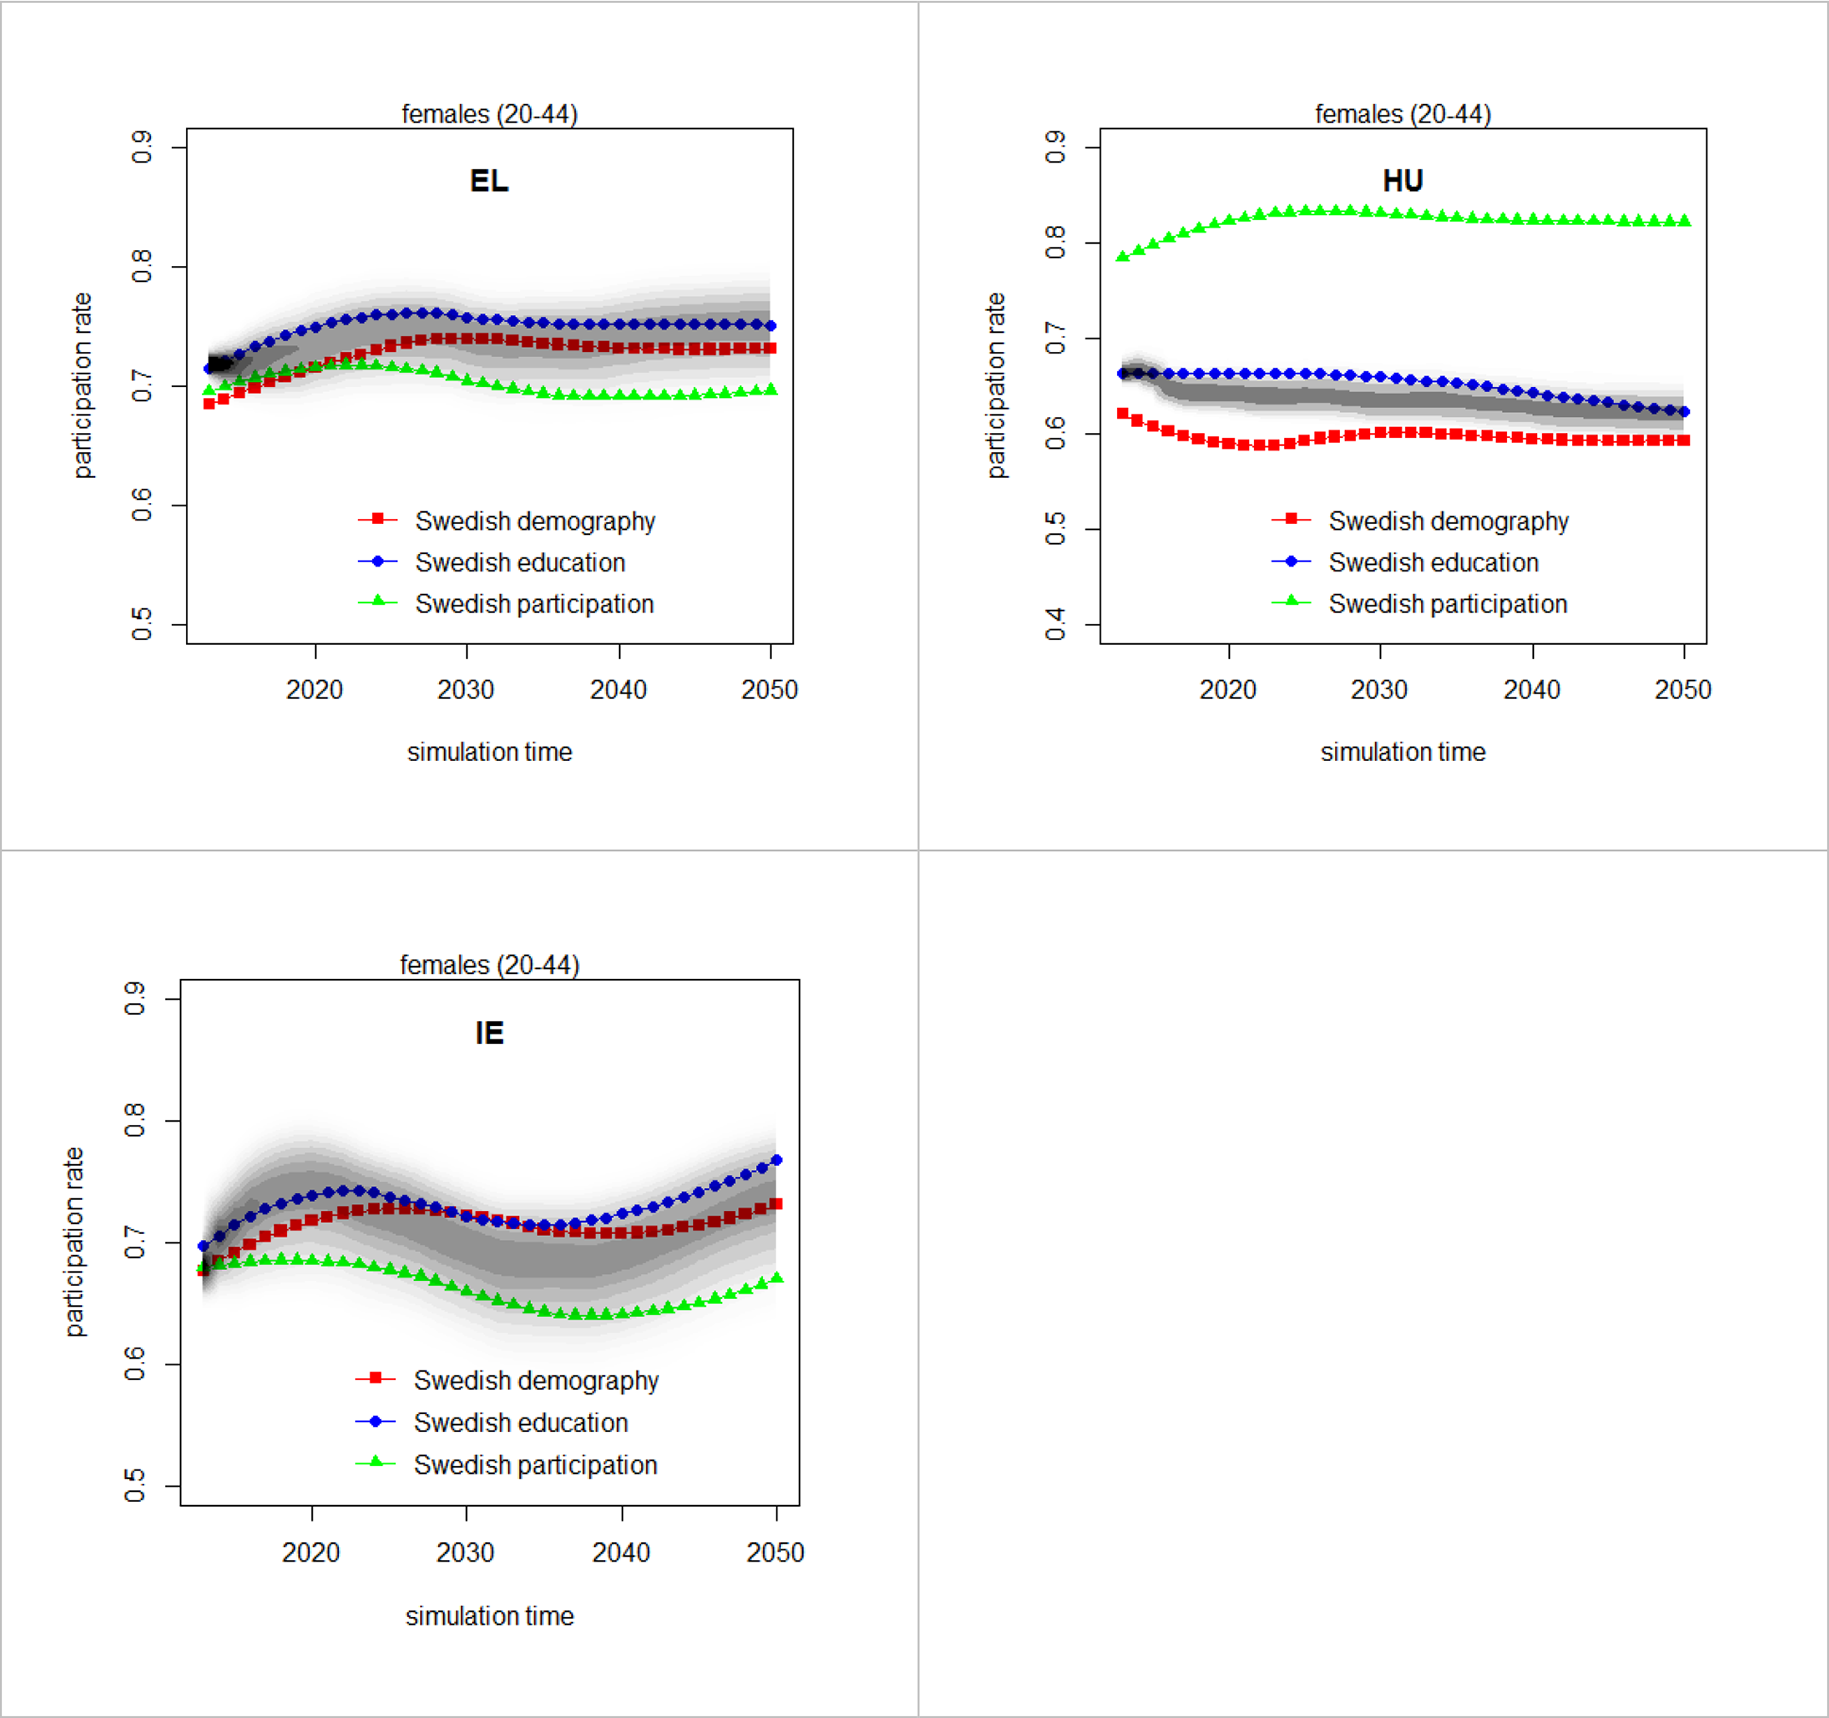 females (20-44)
EL
0.9
0.8
0.7
0.6
0.5
participation rate
Swedish demography
Swedish education
Swedish participation
2020 2030 2040 2050
simulation time
females (20-44)
HU
0.9
0.8
0.7
0.6
0.5
0.4
participation rate
Swedish demography
Swedish education
Swedish participation
2020 2030 2040 2050
simulation time
females (20-44)
IE
0.9
0.8
0.7
0.6
0.5
participation rate
Swedish demography
Swedish education
Swedish participation
2020 2030 2040 2050
simulation time